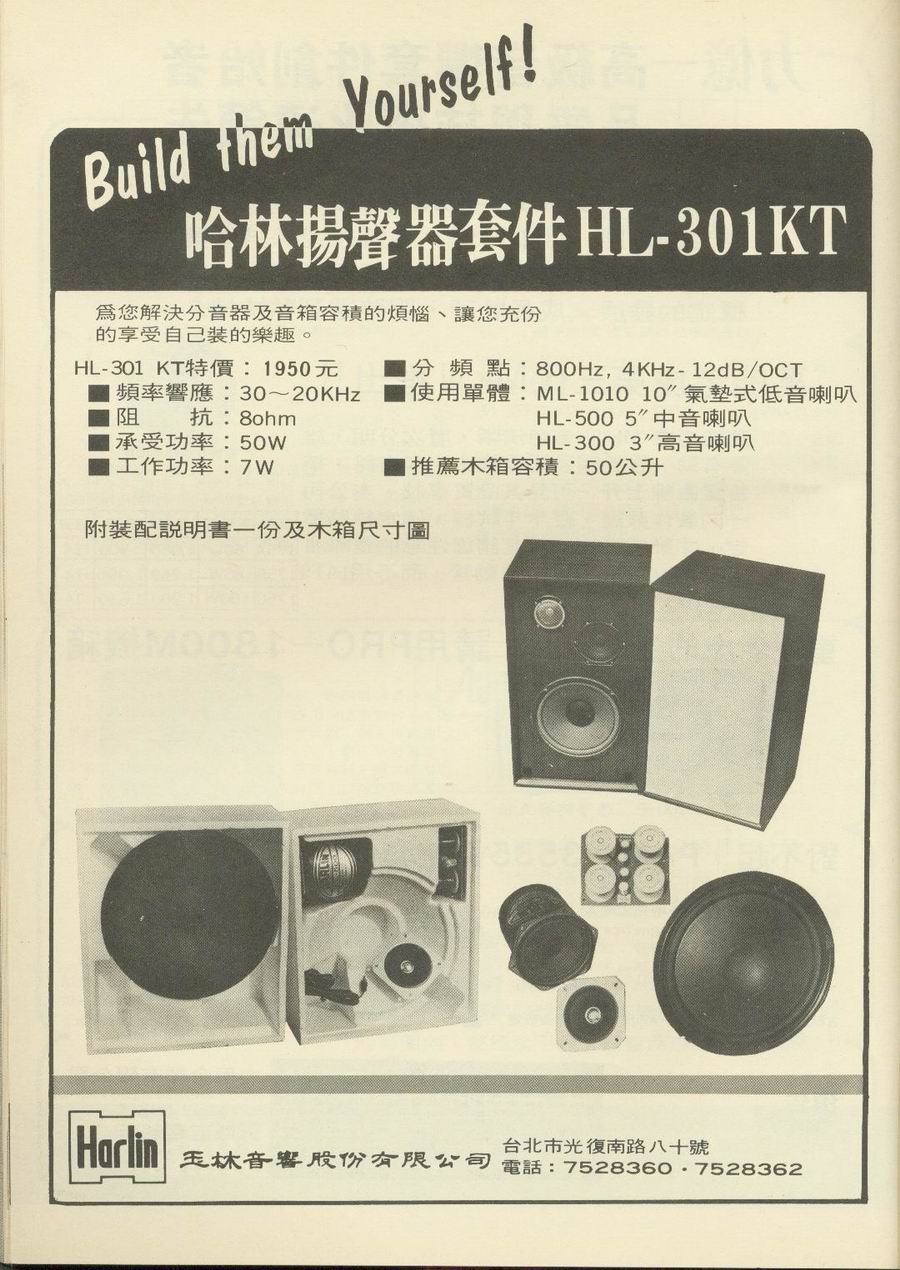 Build them Yourself!
哈林揚聲器套件HL-301KT
為您解決分音器及音箱容積的煩惱、讓您充份
的享受自己裝的樂趣。
HL-301 KT特價：1950元
■頻率響應：30～20KHz
■阻　　抗：8ohm
■承受功率：50W
■工作功率：7W
■分 頻 點：800Hz, 4KHz-12dB/OCT
■使用單體：ML-1010 10″氣墊式低音喇叭
HL-500 5″中音喇叭
HL-300 3″高音喇叭
■推薦木箱容積：50公升
附裝配説明書一份及木箱尺寸圖
Harlin
玉林音響股份有限公司
台北市光復南路八十號
電話：7528360・7528362